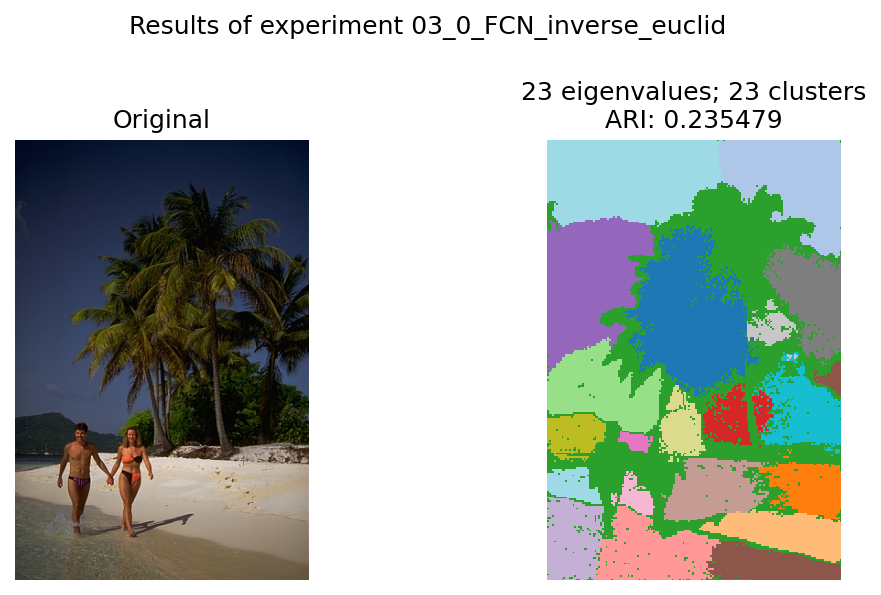 Results of experiment 03_0_FCN_inverse_euclid
Original
23 eigenvalues; 23 clusters
ARI: 0.235479